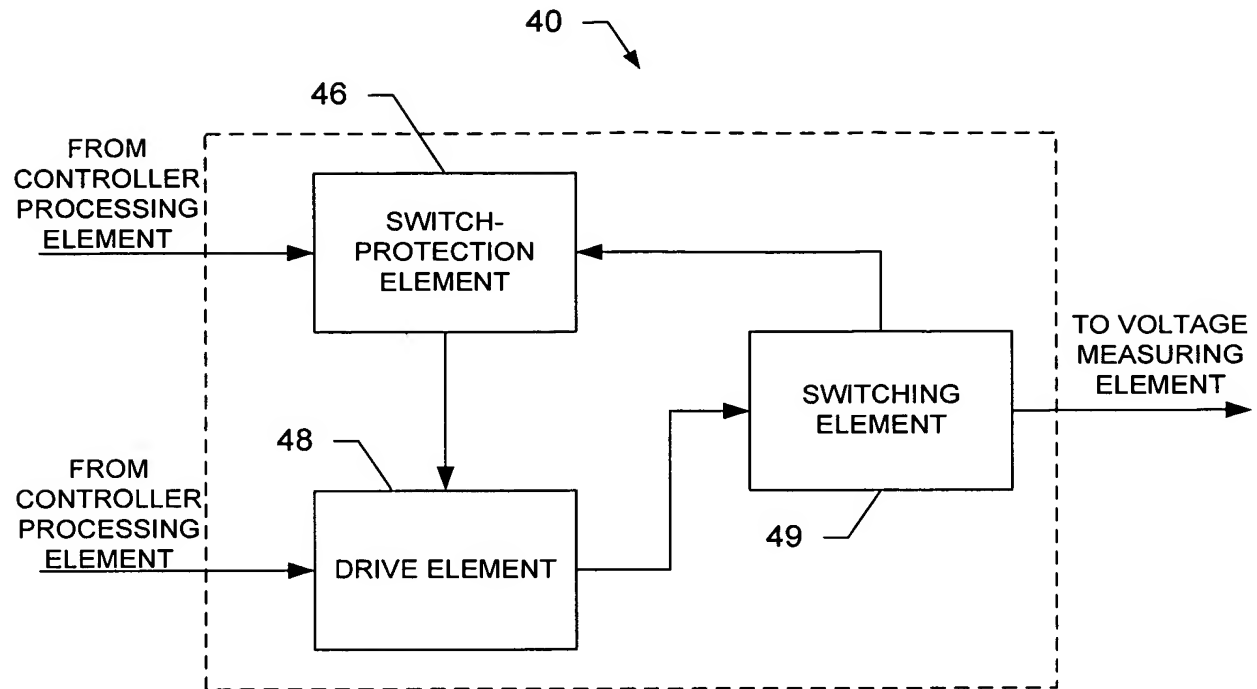 40
46
FROM
CONTROLLER
PROCESSING
ELEMENT
SWITCH-
PROTECTION
ELEMENT
TO VOLTAGE
MEASURING
ELEMENT
SWITCHING
ELEMENT
48
FROM
CONTROLLER
PROCESSING
ELEMENT
49
DRIVE ELEMENT